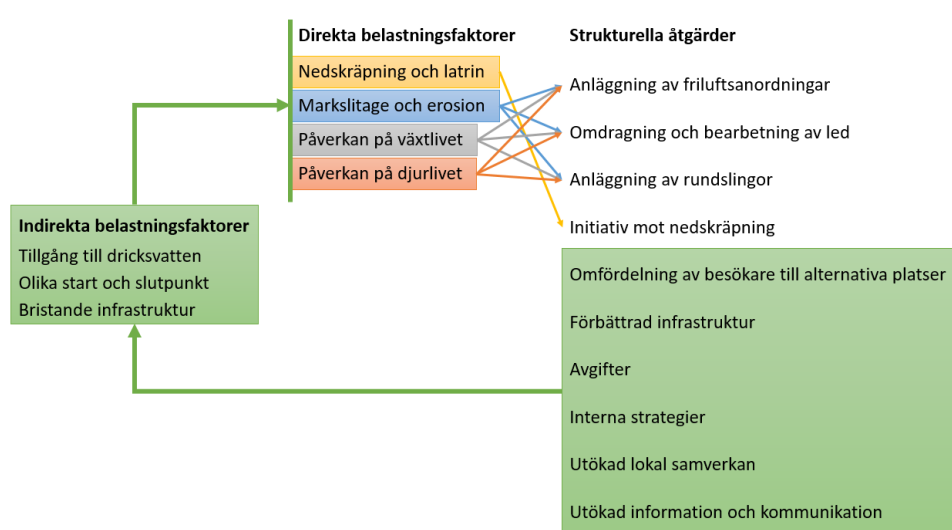 Direkta belastningsfaktorer
Nedskräpning och latrin
Markslitage och erosion
Påverkan på växtlivet
Påverkan på djurlivet
Strukturella åtgärder
Anläggning av friluftsanordningar
Omdragning och bearbetning av led
Anläggning av rundslingor
Initiativ mot nedskräpning
Omfördelning av besökare till alternativa platser
Förbättrad infrastruktur
Avgifter
Interna strategier
Utökad lokal samverkan
Utökad information och kommunikation
Indirekta belastningsfaktorer
Tillgång till dricksvatten
Olika start och slutpunkt
Bristande infrastruktur